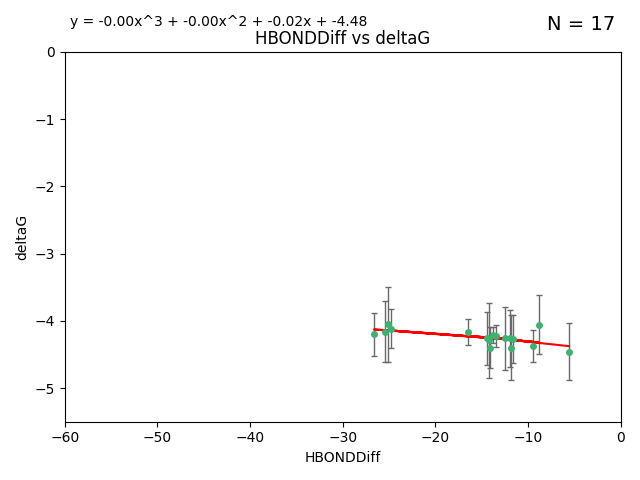 y = -0.00x^3 + -0.00x^2 + -0.02x + -4.48
N = 17
HBONDDiff vs deltaG
0
−1
−2
−3
−4
−5
deltaG
−60 −50 −40 −30 −20 −10 0
HBONDDiff